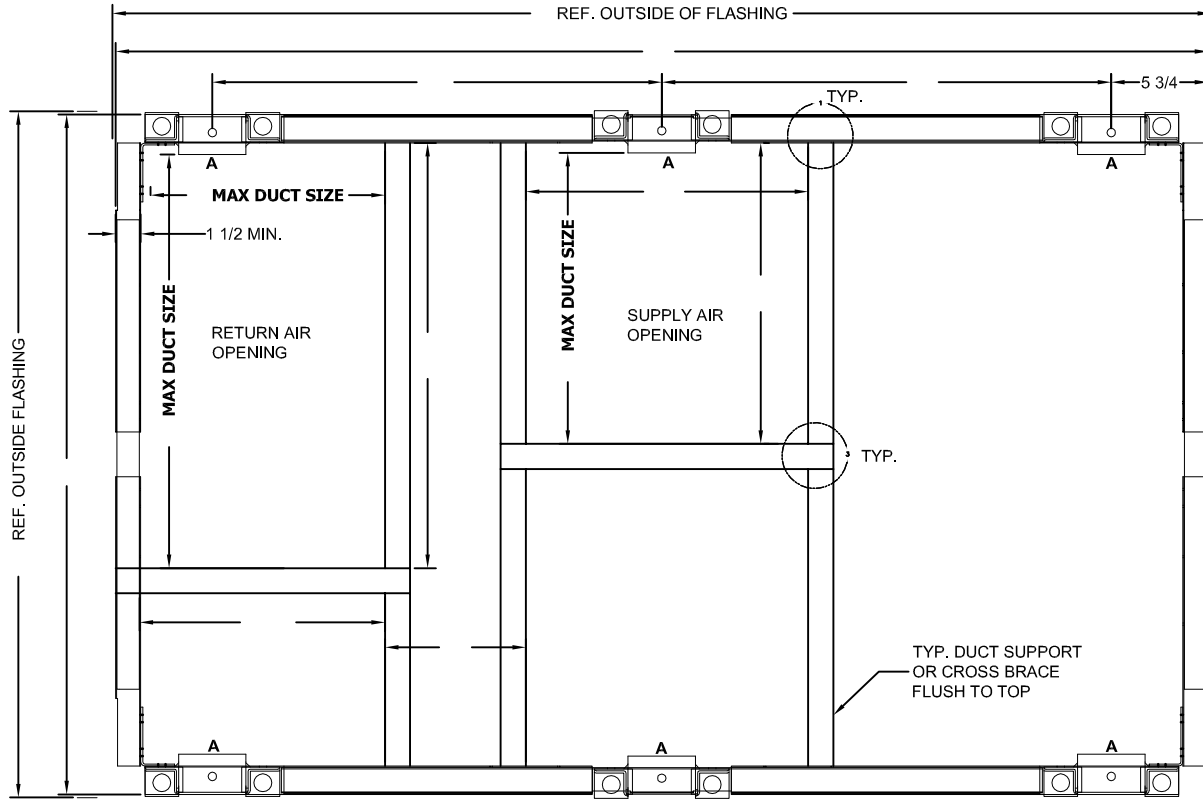 REF. OUTSIDE OF FLASHING
5 3/4
1
TYP.
A
A
A
MAX DUCT SIZE
1 1/2 MIN.
MAX DUCT SIZE
MAX DUCT SIZE
RETURN AIR
OPENING
SUPPLY AIR
OPENING
REF. OUTSIDE FLASHING
3
TYP.
TYP. DUCT SUPPORT
OR CROSS BRACE
FLUSH TO TOP
A
A
A